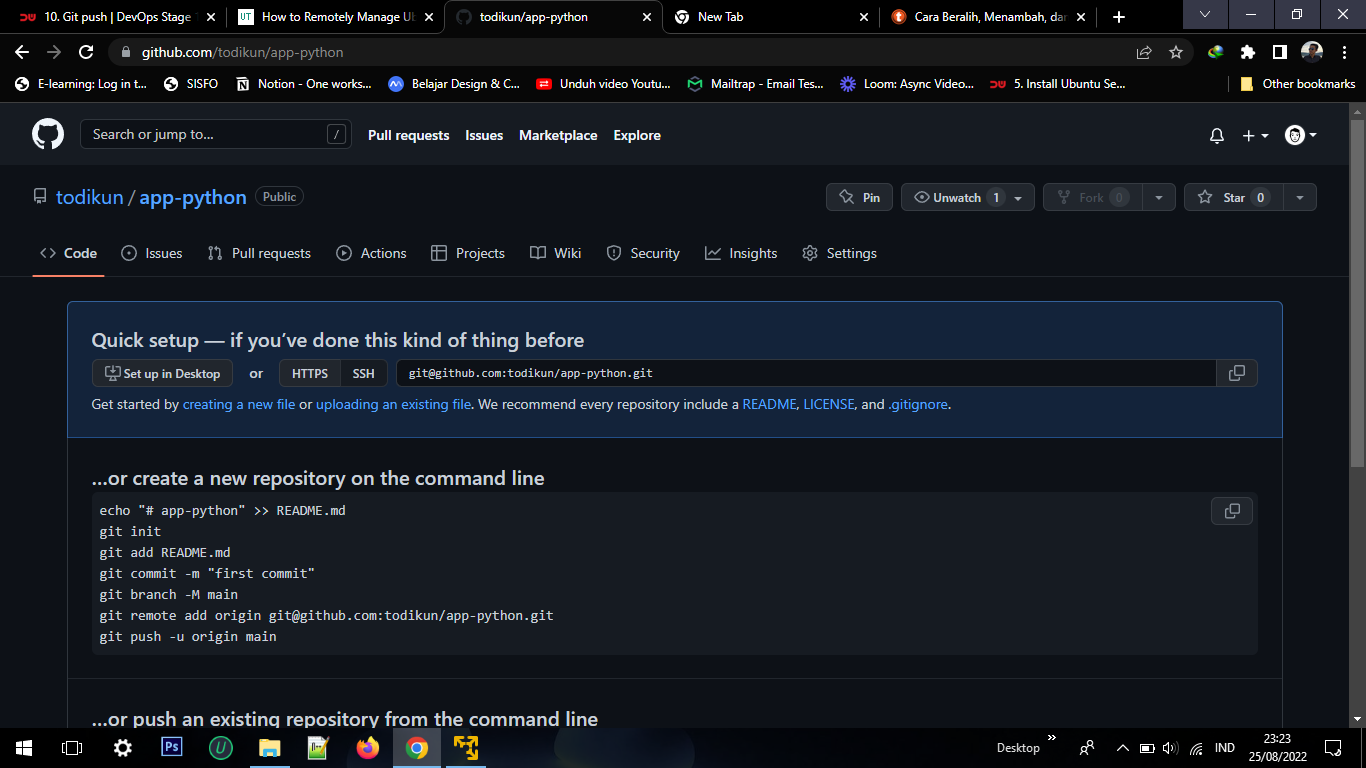 10. Git push | DevOps Stage
How to Remotely Manage Ub
todikun/app-python
New Tab
Cara Beralih, Menambah, dan
github.com/todikun/app-python
E-learning: Log in t...
SISFO
Notion - One works...
Belajar Design & C...
Unduh video Youtu...
Mailtrap - Email Tes...
Loom: Async Video...
5. Install Ubuntu Se...
Other bookmarks
Search or jump to...
/
Pull requests
Issues
Marketplace
Explore
todikun / app-python
Public
Pin
Unwatch 1
Fork 0
Star 0
Code
Issues
Pull requests
Actions
Projects
Wiki
Security
Insights
Settings
Quick setup — if you’ve done this kind of thing before
Set up in Desktop
or
HTTPS
SSH
git@github.com:todikun/app-python.git
Get started by creating a new file or uploading an existing file. We recommend every repository include a README, LICENSE, and .gitignore.
…or create a new repository on the command line
echo "# app-python" >> README.md
git init
git add README.md
git commit -m "first commit"
git branch -M main
git remote add origin git@github.com:todikun/app-python.git
git push -u origin main
…or push an existing repository from the command line
Ps
Desktop
IND
23:23
25/08/2022